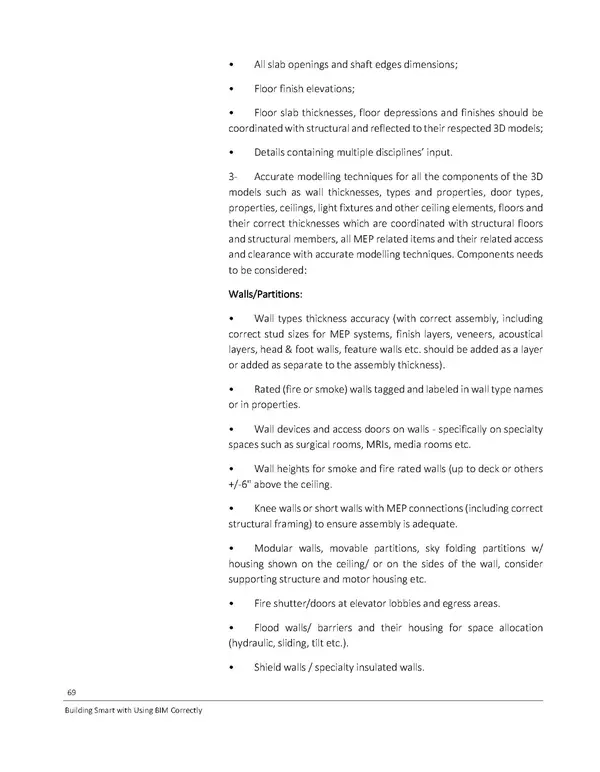 • All slab openings and shaft edges dimensions;
• Floor finish elevations;
• Floor slab thicknesses, floor depressions and finishes should be
coordinated with structural and reflected to their respected 3D models;
• Details containing multiple disciplines' input.
3- Accurate modelling techniques for all the components of the 3D
models such as wall thicknesses, types and properties, door types,
properties, ceilings, light fixtures and other ceiling elements, floors and
their correct thicknesses which are coordinated with structural floors
and structural members, all MEP related items and their related access
and clearance with accurate modelling techniques. Components needs
to be considered:
Walls/Partitions:
• Wall types thickness accuracy (with correct assembly, including
correct stud sizes for MEP systems, finish layers, veneers, acoustical
layers, head & foot walls, feature walls etc. should be added as a layer
or added as separate to the assembly thickness).
• Rated (fire or smoke) walls tagged and labeled in wall type names
or in properties.
• Wall devices and access doors on walls - specifically on specialty
spaces such as surgical rooms, MRIs, media rooms etc.
• Wall heights for smoke and fire rated walls (up to deck or others
+/-6" above the ceiling.
• Knee walls or short walls with MEP connections (including correct
structural framing) to ensure assembly is adequate.
• Modular walls, movable partitions, sky folding partitions w/
housing shown on the ceiling/ or on the sides of the wall, consider
supporting structure and motor housing etc.
• Fire shutter/doors at elevator lobbies and egress areas.
• Flood walls/ barriers and their housing for space allocation
(hydraulic, sliding, tilt etc.).
• Shield walls / specialty insulated walls.
69
Building Smart with Using BIM Correctly